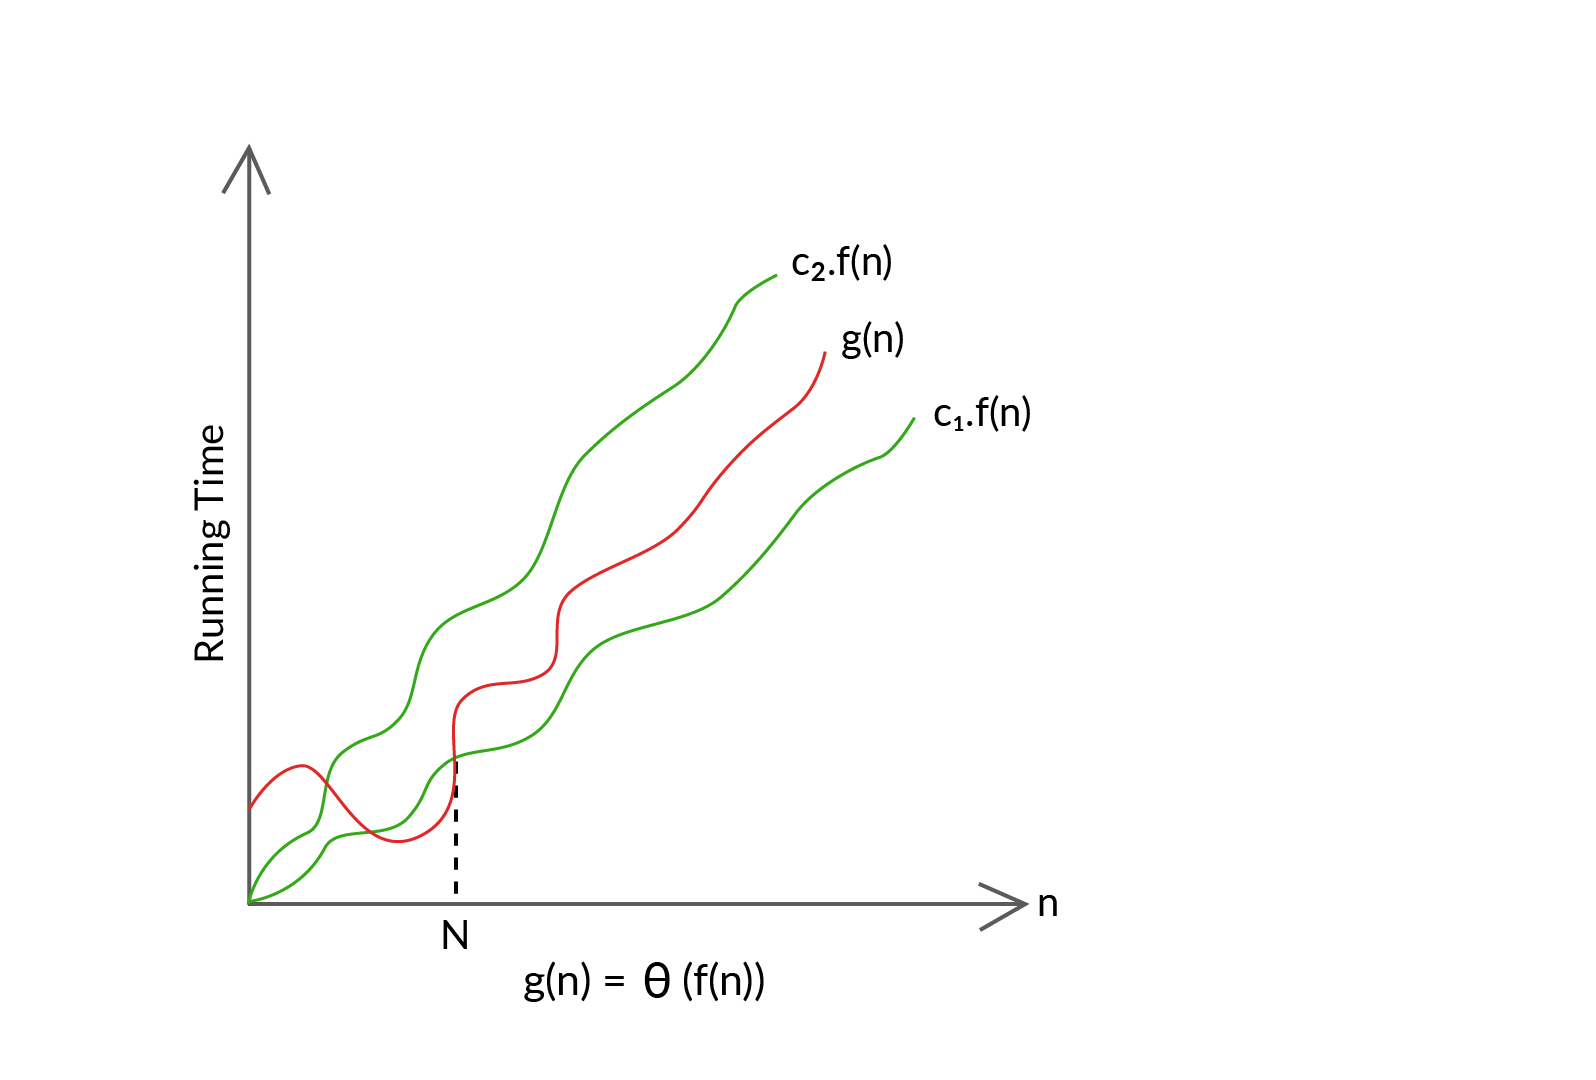 c₂.f(n)
g(n)
c₁.f(n)
Running Time
n
N
g(n) = θ (f(n))